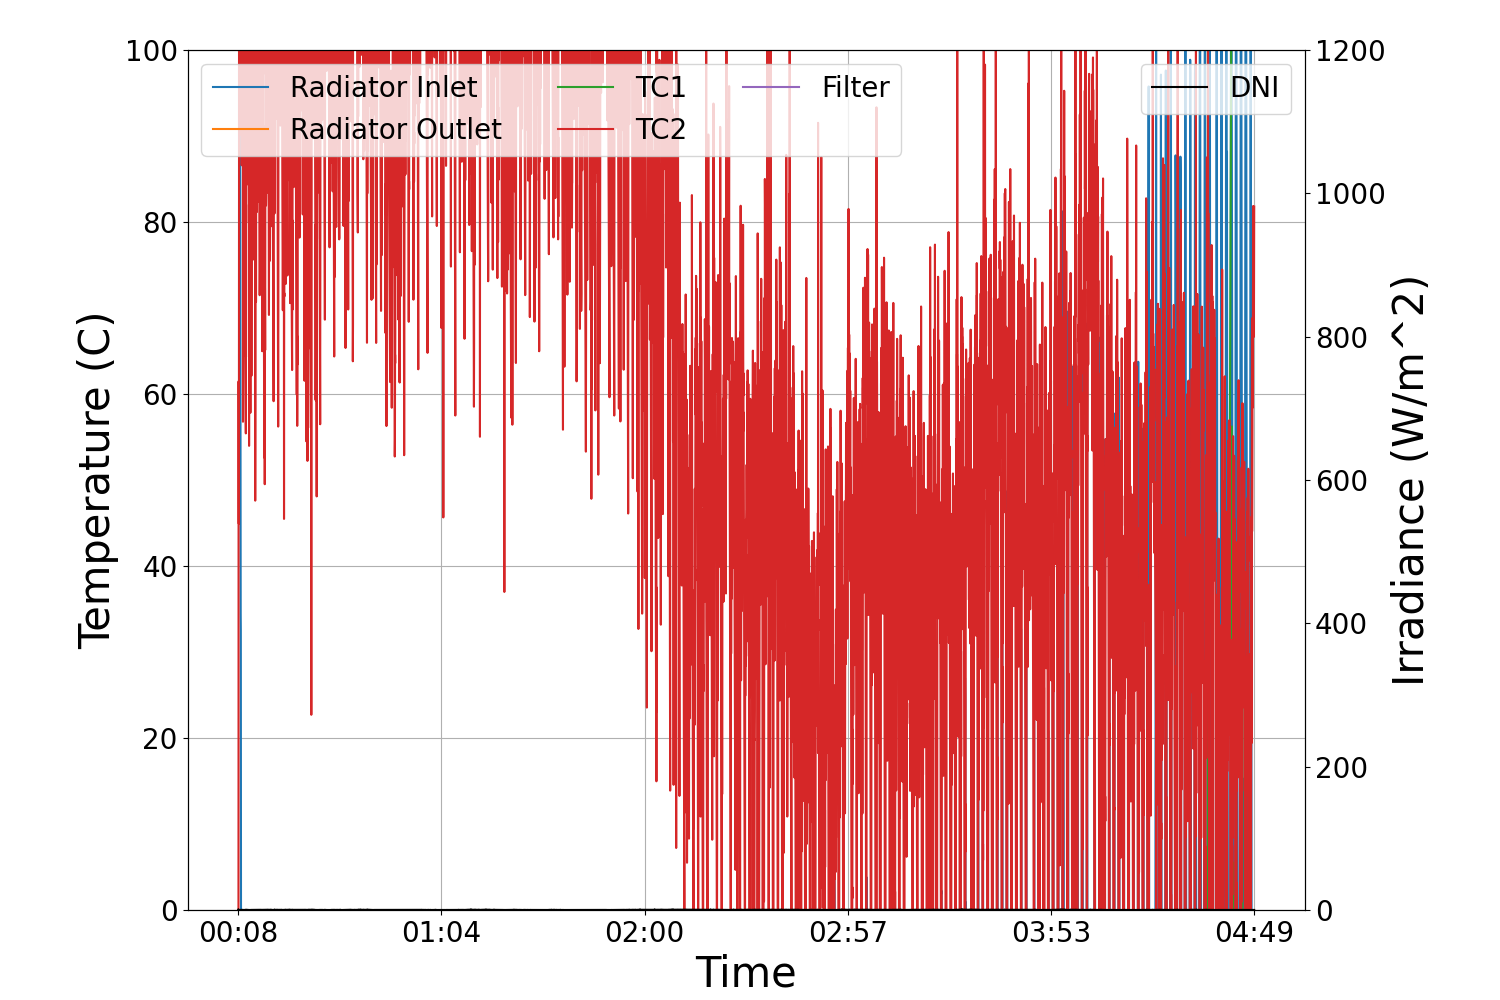 Radiator Inlet TC1 Filter
Radiator Outlet TC2
DNI
Temperature (C)
100
80
60
40
20
0
Irradiance (W/m^2)
1200
1000
800
600
400
200
0
00:08 01:04 02:00 02:57 03:53 04:49
Time